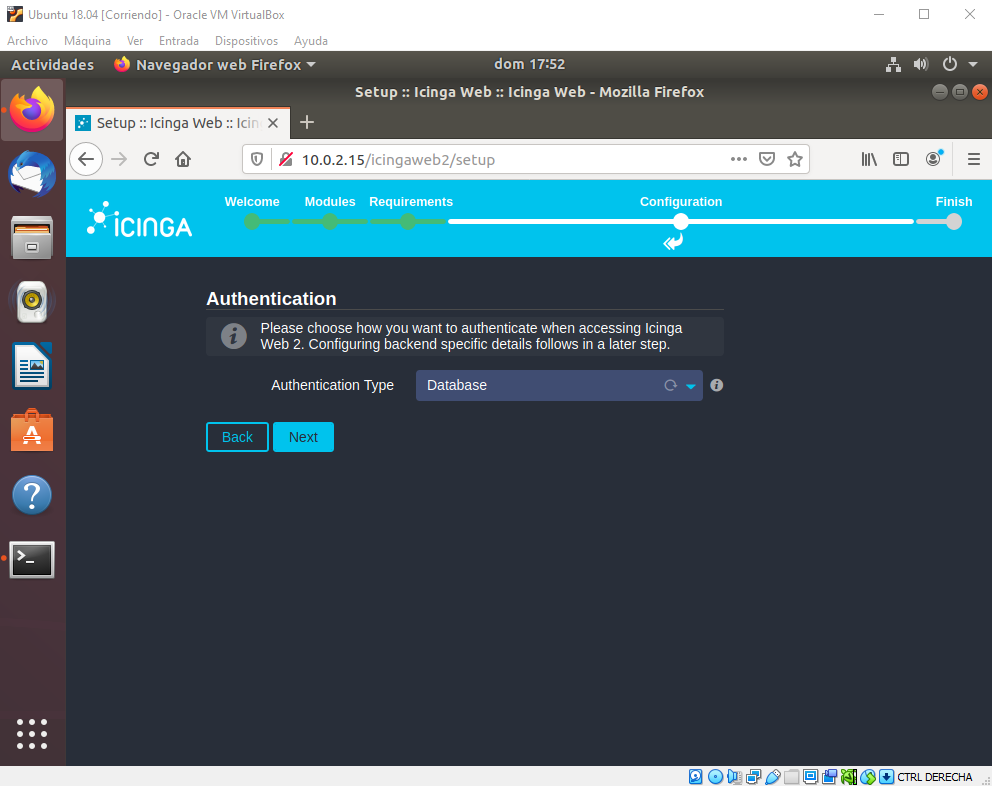 Ubuntu 18.04 [Corriendo] - Oracle VM VirtualBox
Archivo Máquina Ver Entrada Dispositivos Ayuda
Actividades Navegador web Firefox dom 17:52
Setup :: Icinga Web :: Icinga Web - Mozilla Firefox
Setup :: Icinga Web :: Icin
10.0.2.15/icingaweb2/setup
Welcome Modules Requirements Configuration Finish
ICINGA
Authentication
Please choose how you want to authenticate when accessing Icinga
Web 2. Configuring backend specific details follows in a later step.
Authentication Type Database
Back Next
CTRL DERECHA